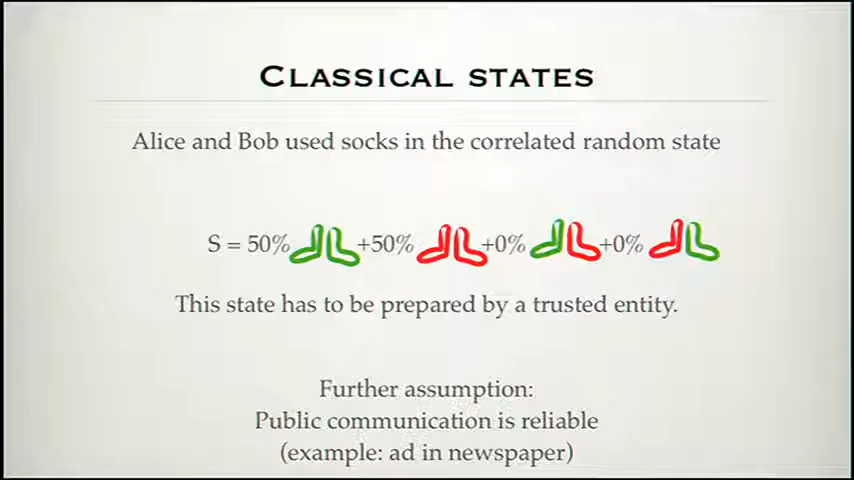 CLASSICAL STATES
Alice and Bob used socks in the correlated random state
S = 50% +50% +0% +0%
This state has to be prepared by a trusted entity.
Further assumption:
Public communication is reliable
(example: ad in newspaper)